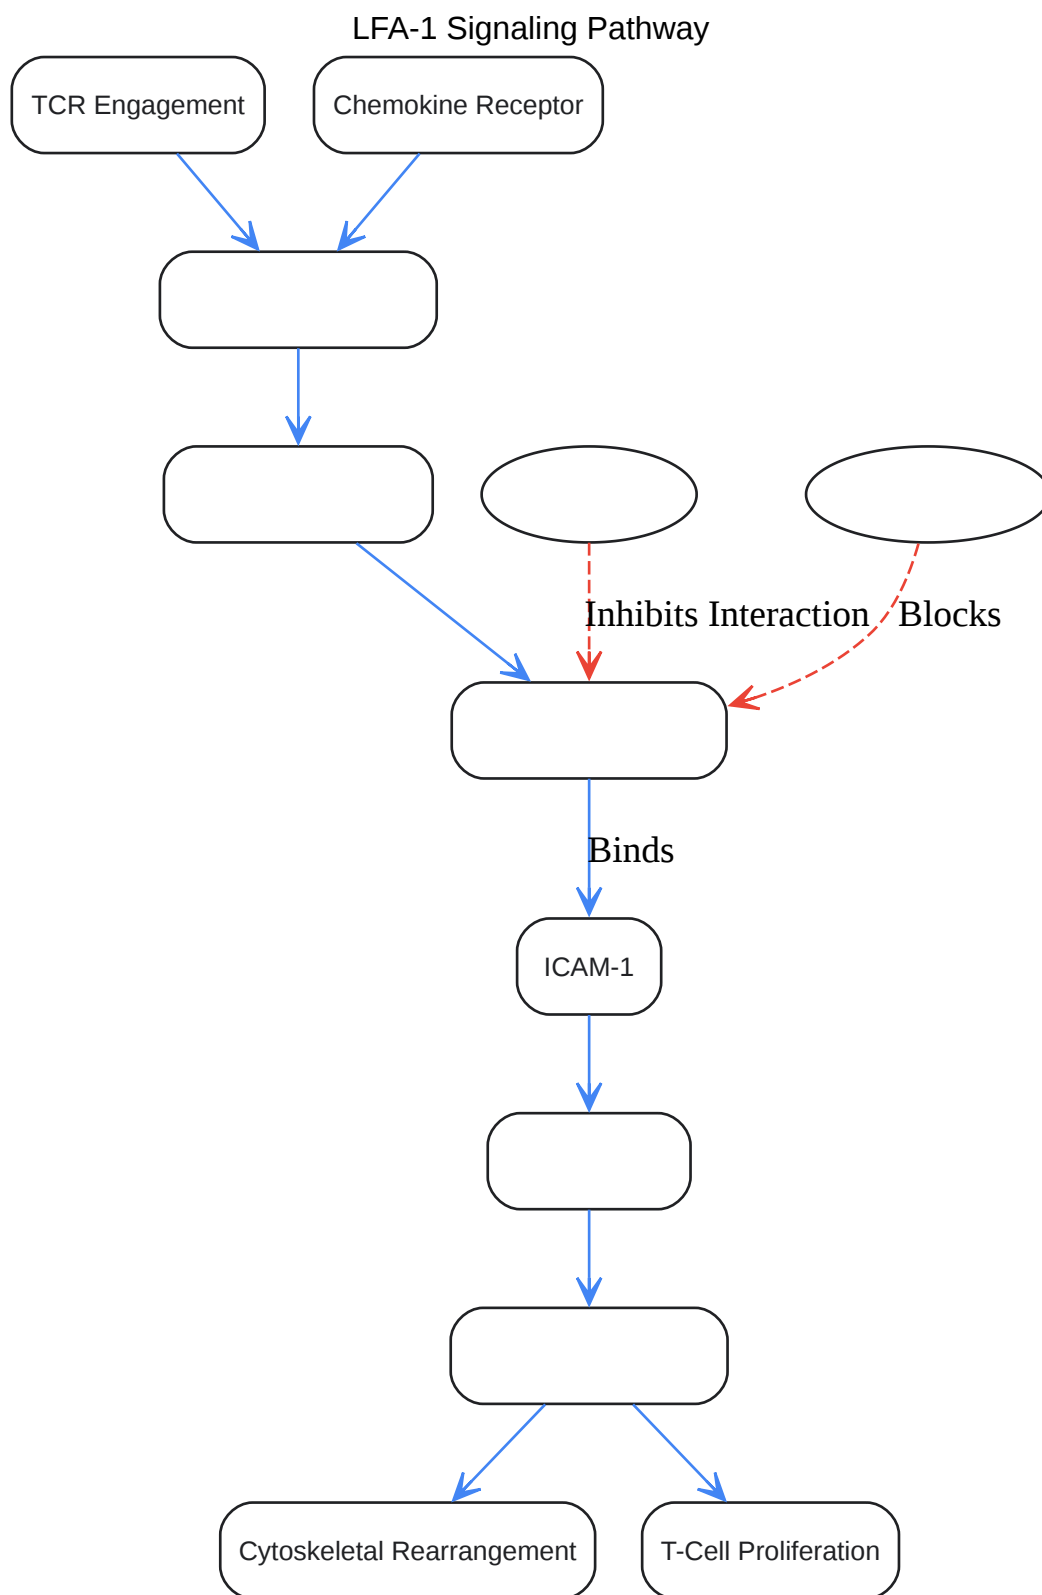 LFA-1 Signaling Pathway
TCR Engagement
Chemokine Receptor
Inhibits Interaction
Blocks
Binds
ICAM-1
Cytoskeletal Rearrangement
T-Cell Proliferation